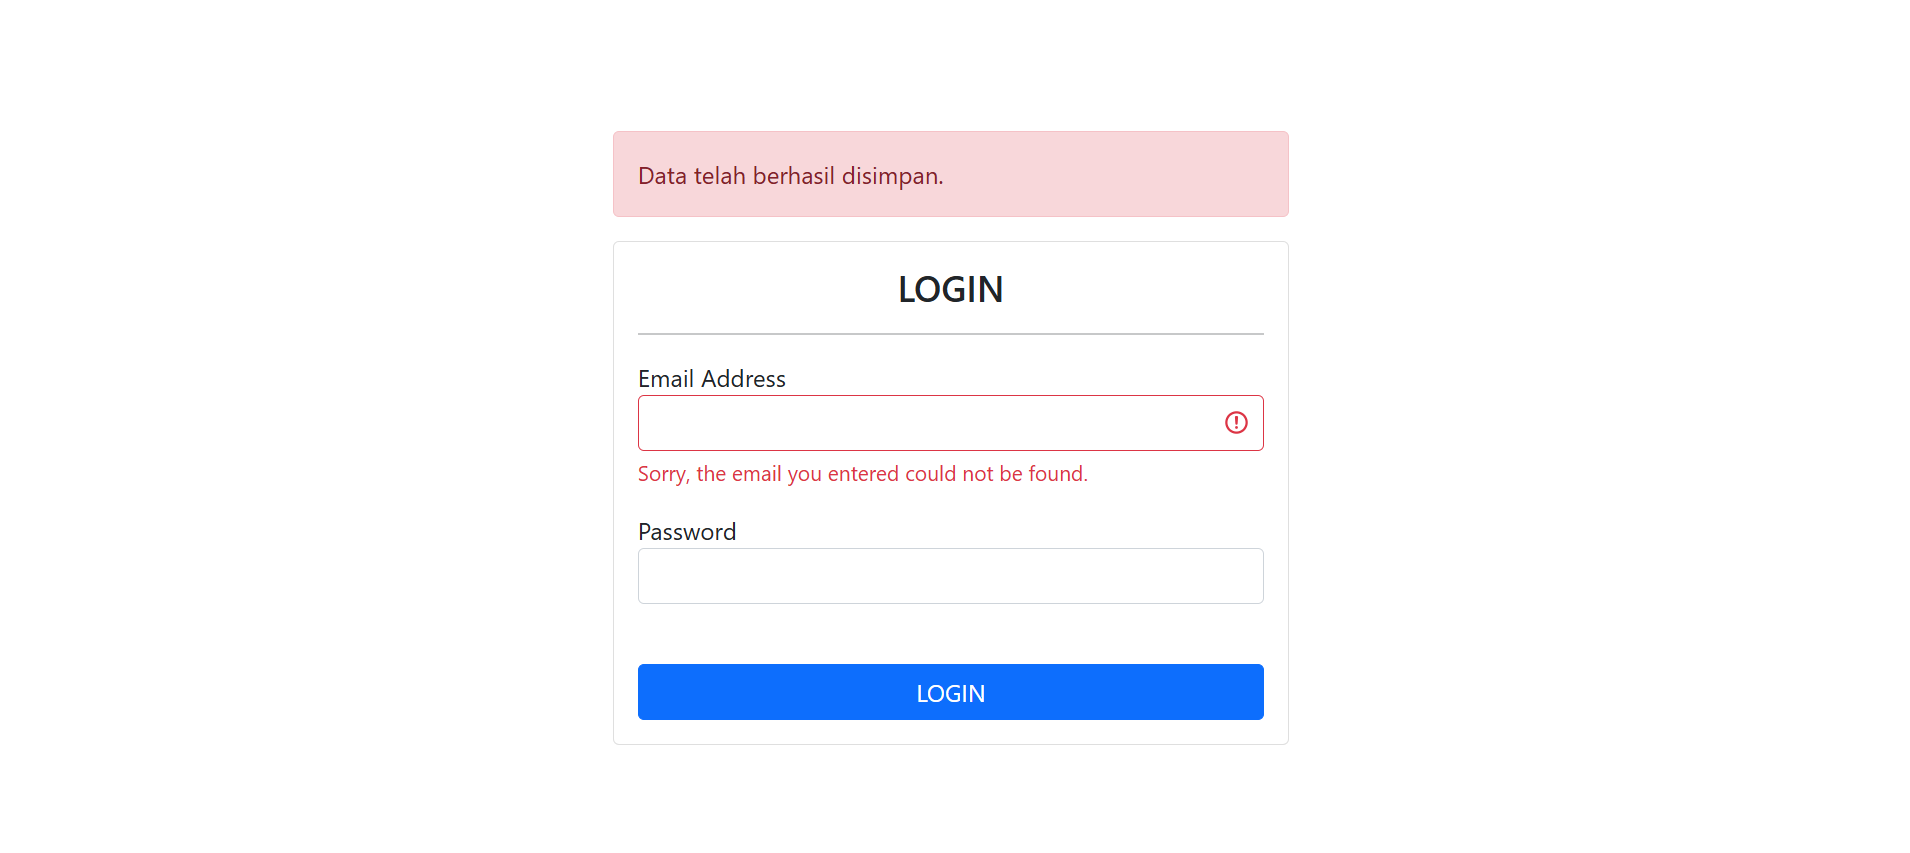 Data telah berhasil disimpan.
LOGIN
Email Address
Sorry, the email you entered could not be found.
Password
LOGIN